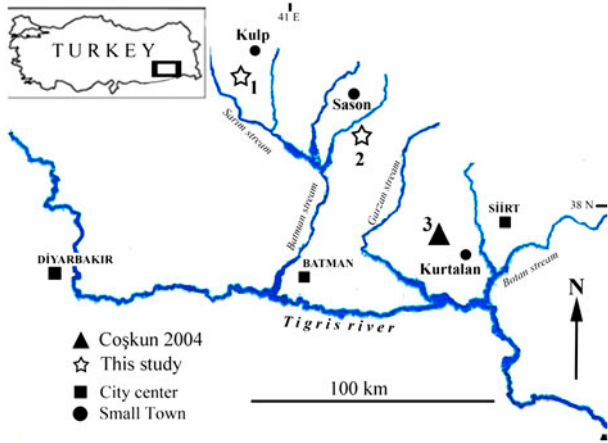 41 E
TURKEY
Kulp
1
Sason
2
Sarım stream
Batman stream
Garzan stream
38 N
SİİRT
3
DİYARBAKIR
BATMAN
Kurtalan
Botan stream
N
Tigris river
Coşkun 2004
This study
City center
Small Town
100 km